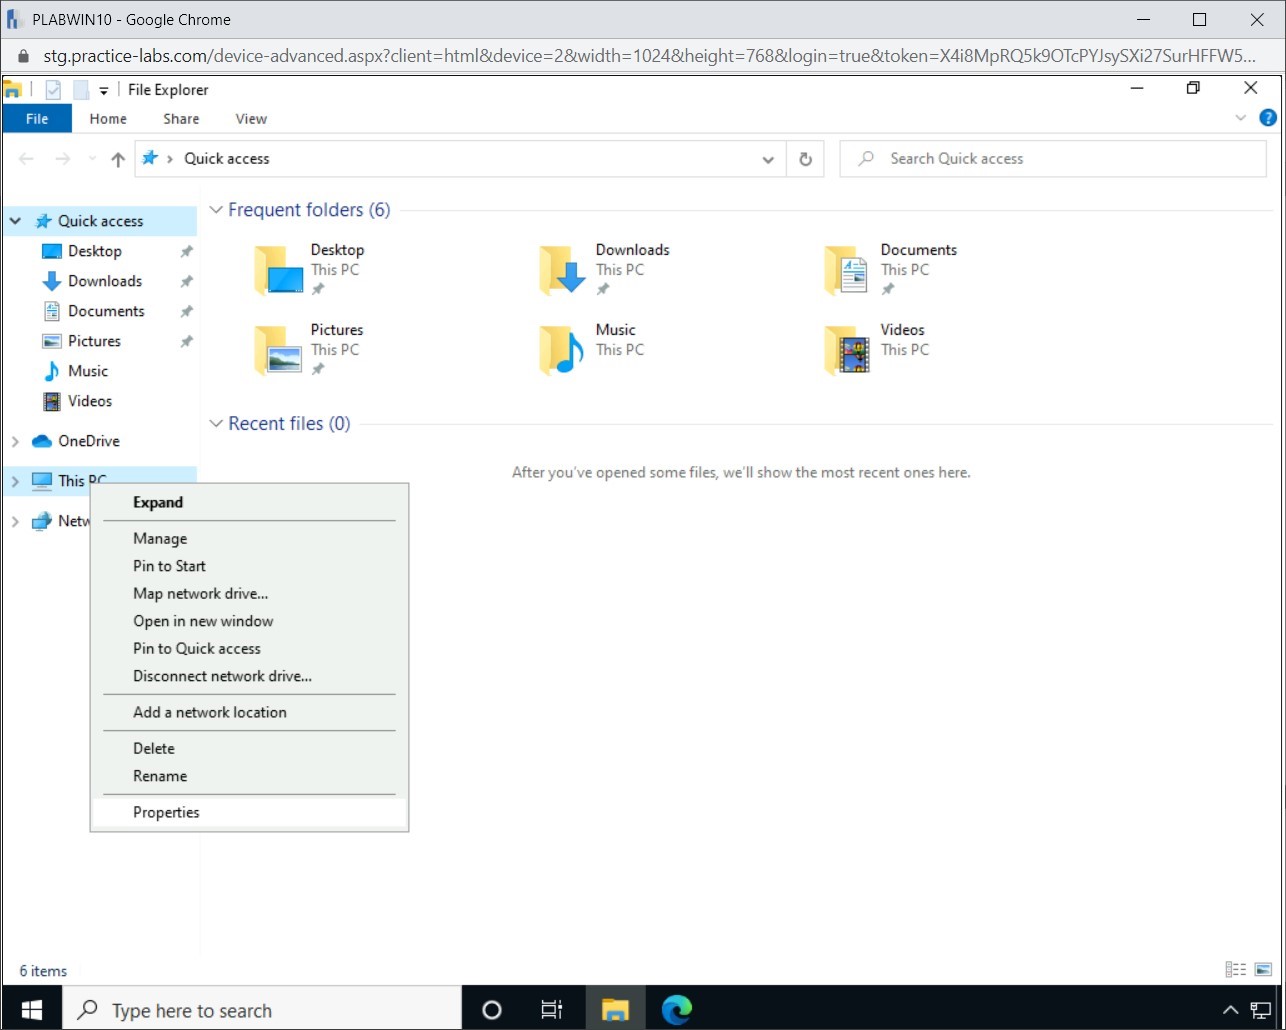 PLABWIN10 - Google Chrome
stg.practice-labs.com/device-advanced.aspx?client=html&device=2&width=1024&height=768&login=true&token=X4i8MpRQ5k9OTcPYJsySXi27SurHFFW5...
File Explorer
File Home Share View
Quick access
Search Quick access
Quick access
Desktop
Downloads
Documents
Pictures
Music
Videos
OneDrive
This PC
Netw
Frequent folders (6)
Desktop
This PC
Downloads
This PC
Documents
This PC
Pictures
This PC
Music
This PC
Videos
This PC
Recent files (0)
After you've opened some files, we'll show the most recent ones here.
Expand
Manage
Pin to Start
Map network drive...
Open in new window
Pin to Quick access
Disconnect network drive...
Add a network location
Delete
Rename
Properties
6 items
Type here to search